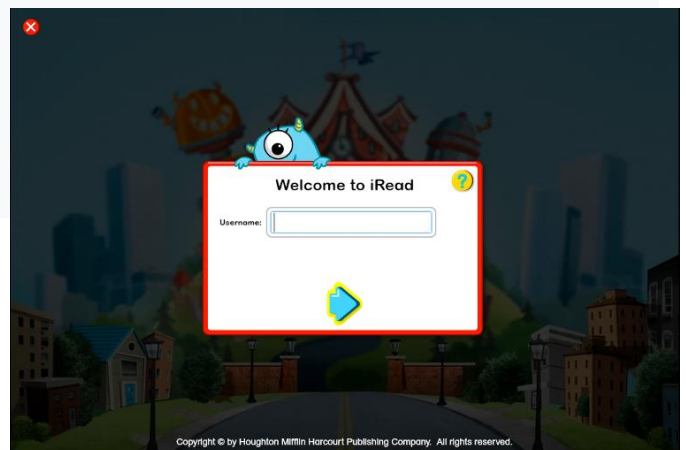 Welcome to iRead
?
Username:
Copyright © by Houghton Mifflin Harcourt Publishing Company. All rights reserved.